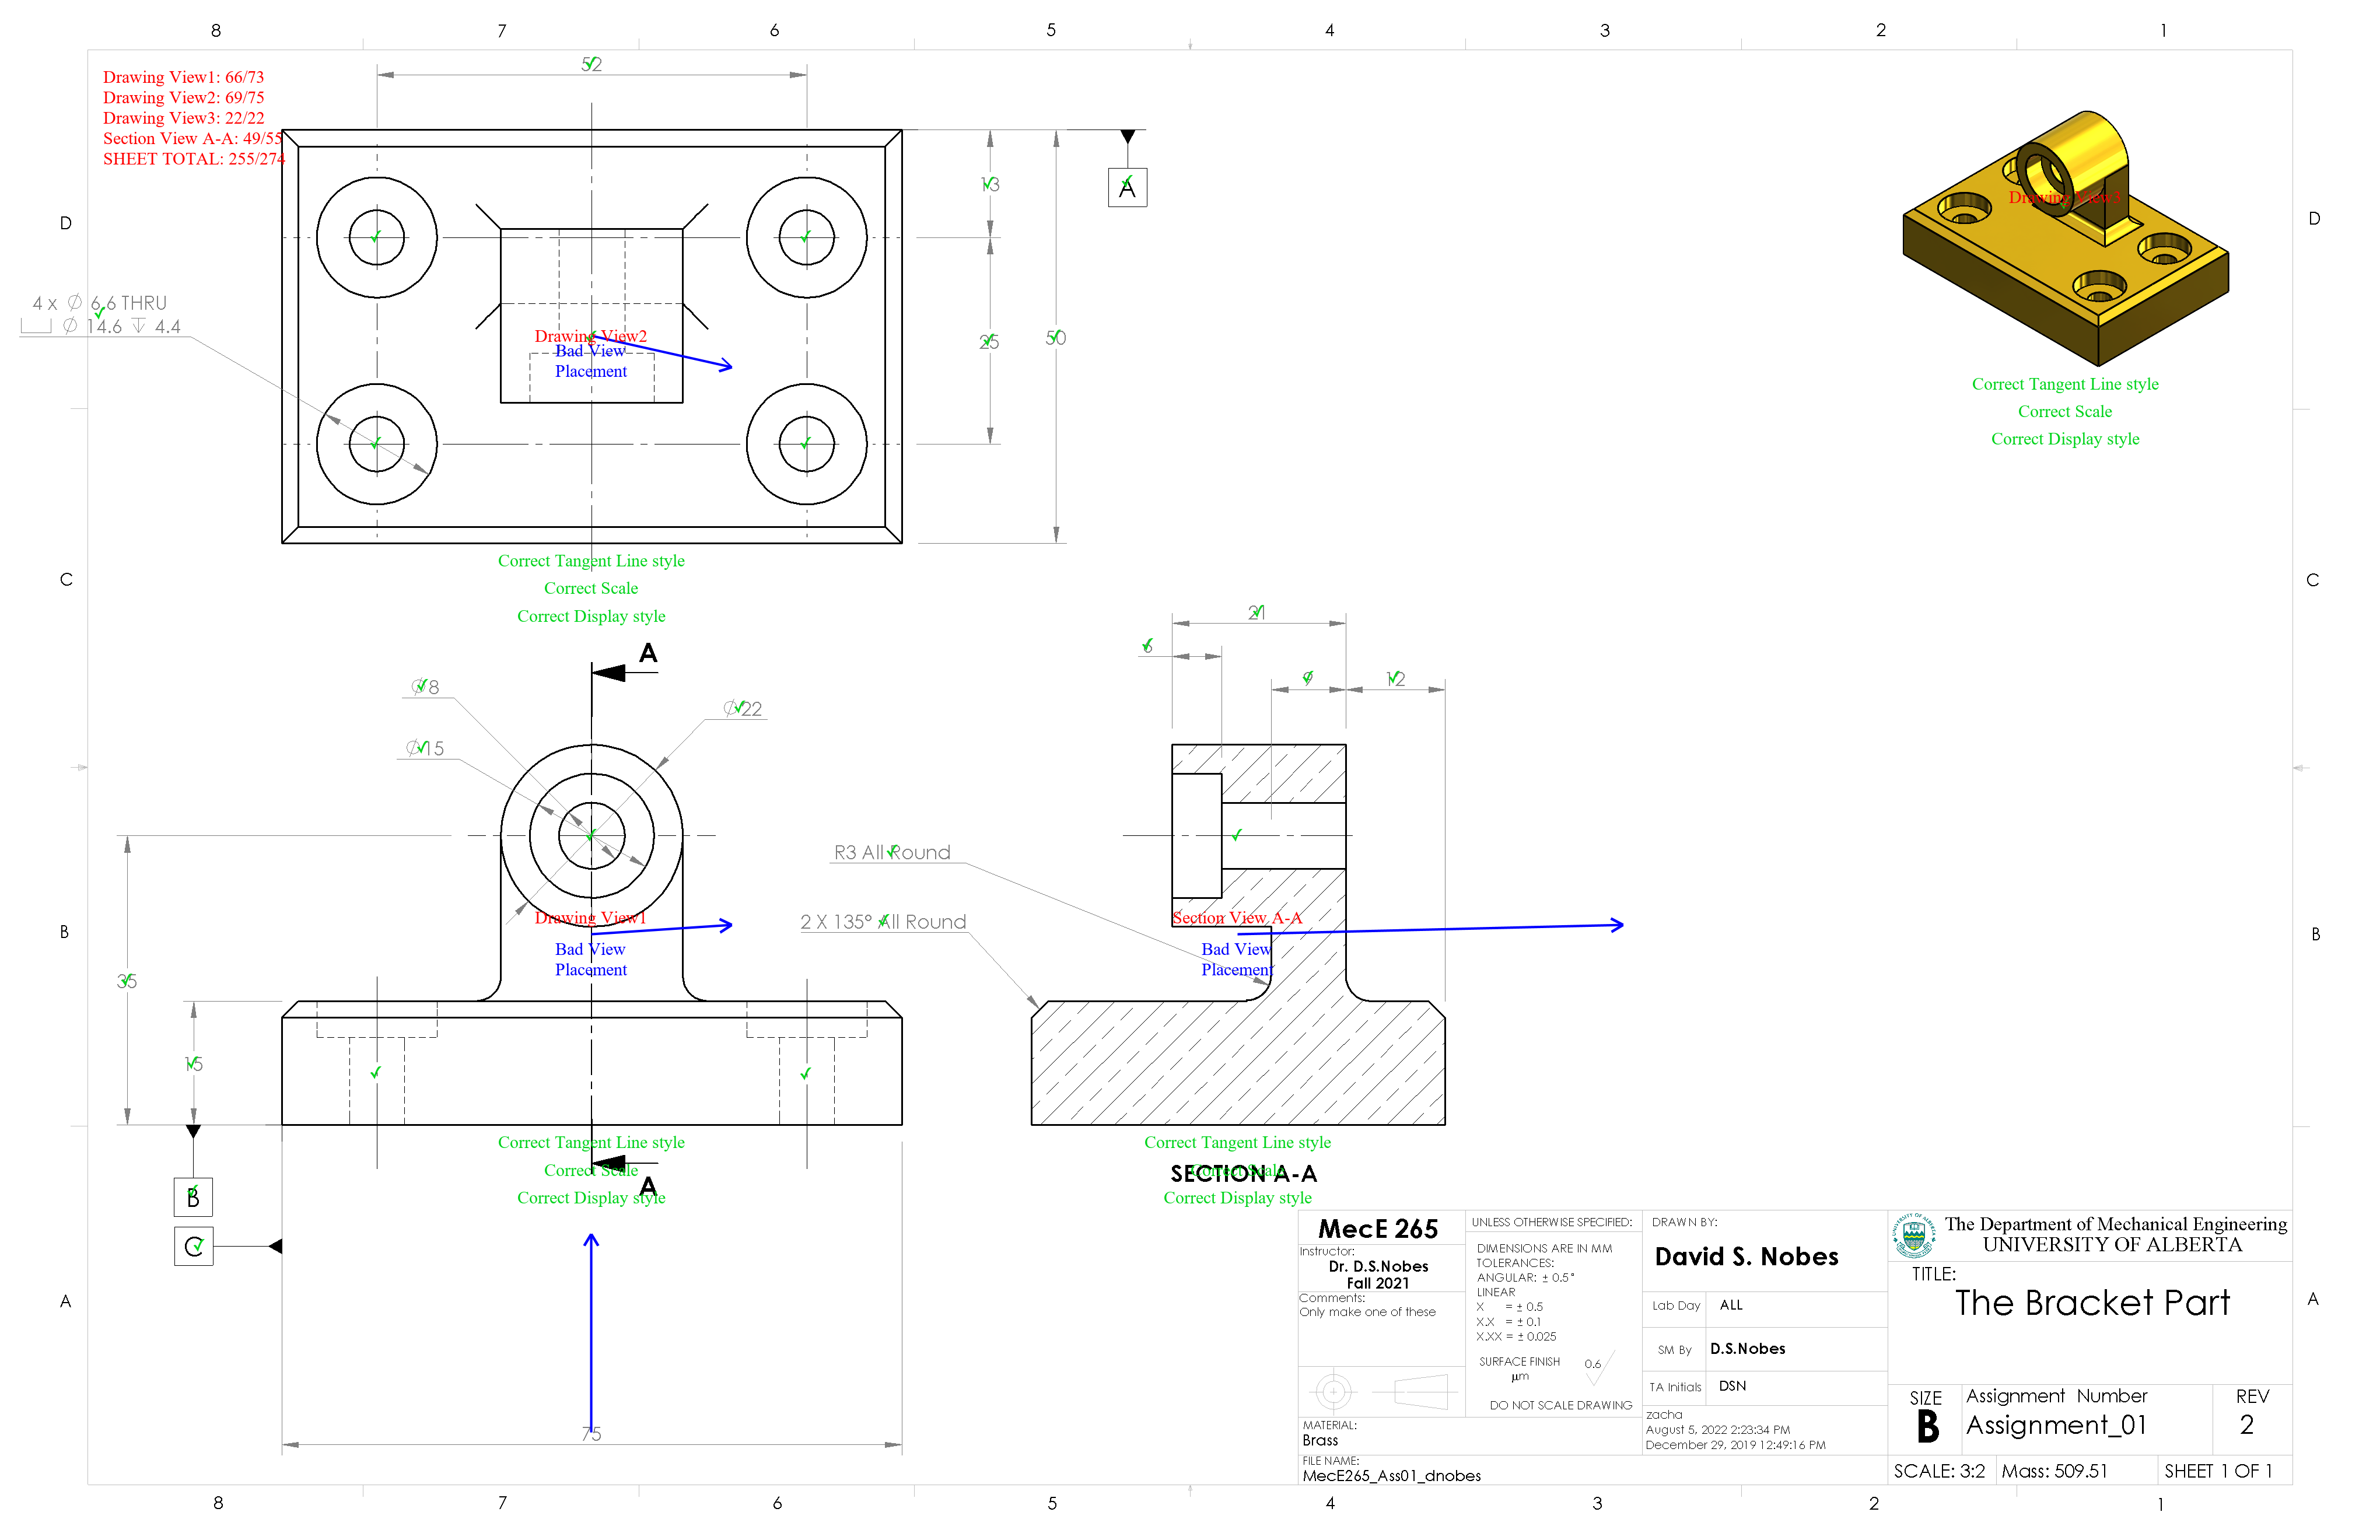 8 7 6 5 4 3 2 1
Drawing View1: 66/73
Drawing View2: 69/75
Drawing View3: 22/22
Section View A-A: 49/55
SHEET TOTAL: 255/274
52
13
A
D
D
Drawing View3
4 x ∅ 6.6 THRU
⌴ ∅ 14.6 ↧ 4.4
25
50
Drawing View2
Bad View
Placement
Correct Tangent Line style
Correct Scale
Correct Display style
Correct Tangent Line style
Correct Scale
Correct Display style
C
C
21
6
9
12
A
∅8
∅22
∅15
R3 All Round
2 X 135° All Round
Drawing View1
Bad View
Placement
Section View A-A
Bad View
Placement
B
B
35
15
Correct Tangent Line style
Correct Scale
Correct Display style
A
Correct Tangent Line style
Correct Scale
SECTION A-A
Correct Display style
B
C
75
A
A
MecE 265
Instructor:
Dr. D.S.Nobes
Fall 2021
Comments:
Only make one of these
MATERIAL:
Brass
FILE NAME:
MecE265_Ass01_dnobes
UNLESS OTHERWISE SPECIFIED:
DIMENSIONS ARE IN MM
TOLERANCES:
ANGULAR: ± 0.5°
LINEAR
X = ± 0.5
X.X = ± 0.1
X.XX = ± 0.025
SURFACE FINISH 0.6
µm
DO NOT SCALE DRAWING
DRAWN BY:
David S. Nobes
Lab Day ALL
SM By D.S.Nobes
TA Initials DSN
zacha
August 5, 2022 2:23:34 PM
December 29, 2019 12:49:16 PM
The Department of Mechanical Engineering
UNIVERSITY OF ALBERTA
TITLE:
The Bracket Part
SIZE
B
Assignment Number
Assignment_01
REV
2
SCALE: 3:2 Mass: 509.51 SHEET 1 OF 1
8 7 6 5 4 3 2 1